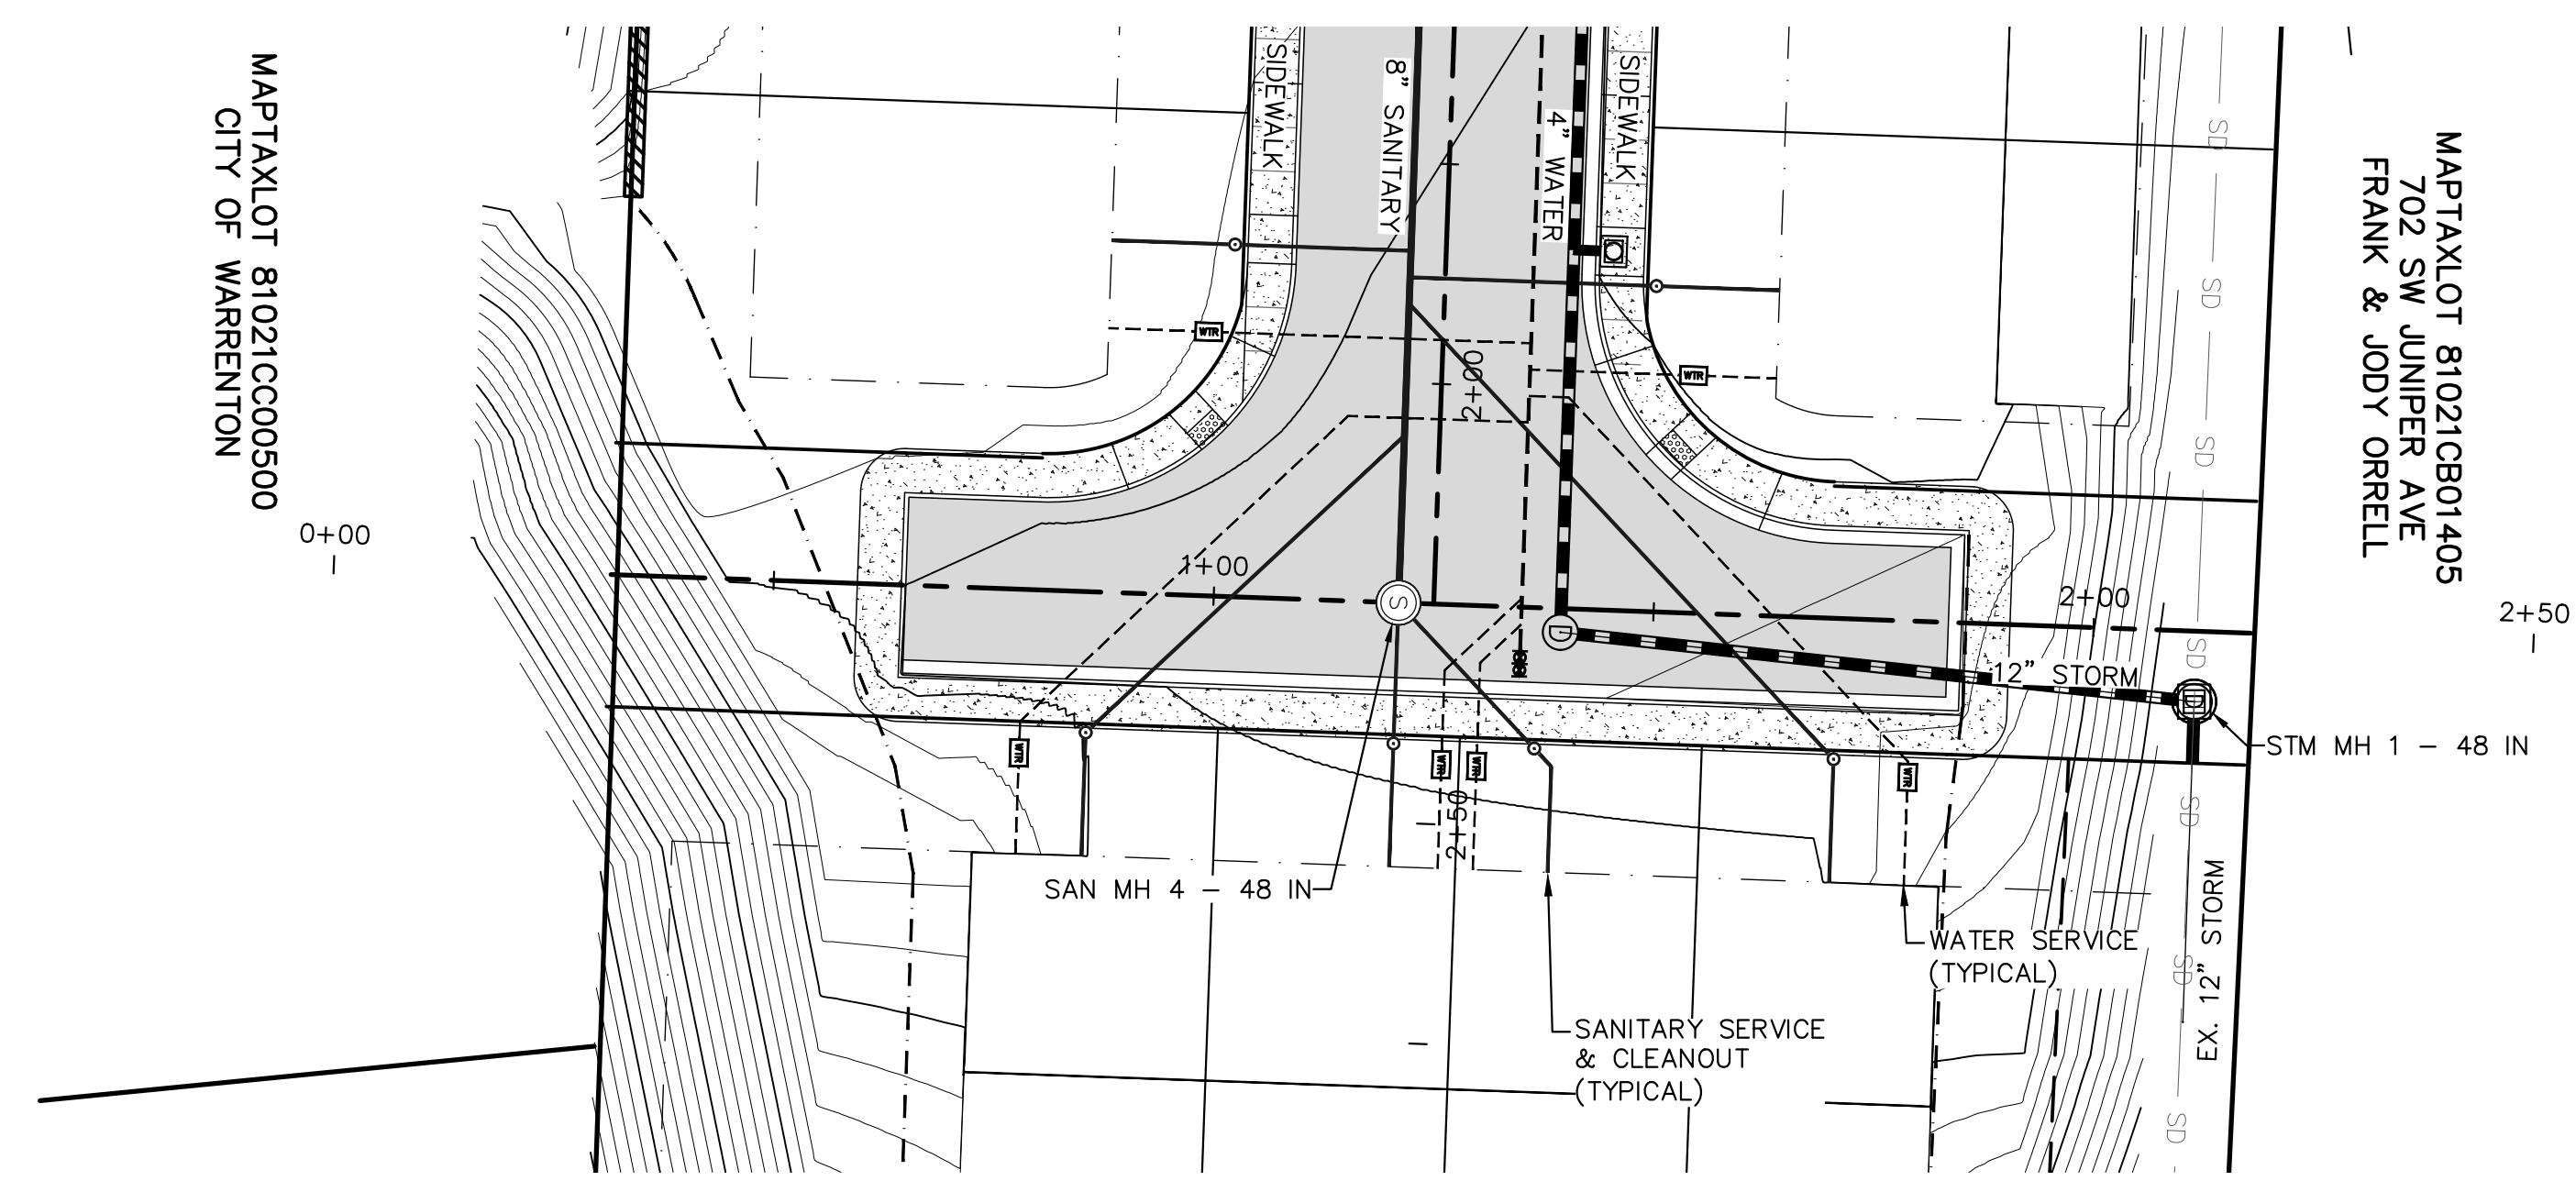 MAPTAXLOT 81021CC00500
CITY OF WARRENTON
SIDEWALK
8" SANITARY
4" WATER
SIDEWALK
SD
MAPTAXLOT 81021CB01405
702 SW JUNIPER AVE
FRANK & JODY ORRELL
SD
WTR
WTR
2+00
SD
0+00
1+00
S
D
2+00
2+50
SD
12" STORM
D
STM MH 1 - 48 IN
WTR
WTR
WTR
WTR
2+50
SD
SAN MH 4 - 48 IN
WATER SERVICE
(TYPICAL)
SD
EX. 12" STORM
SANITARY SERVICE
& CLEANOUT
(TYPICAL)
SD